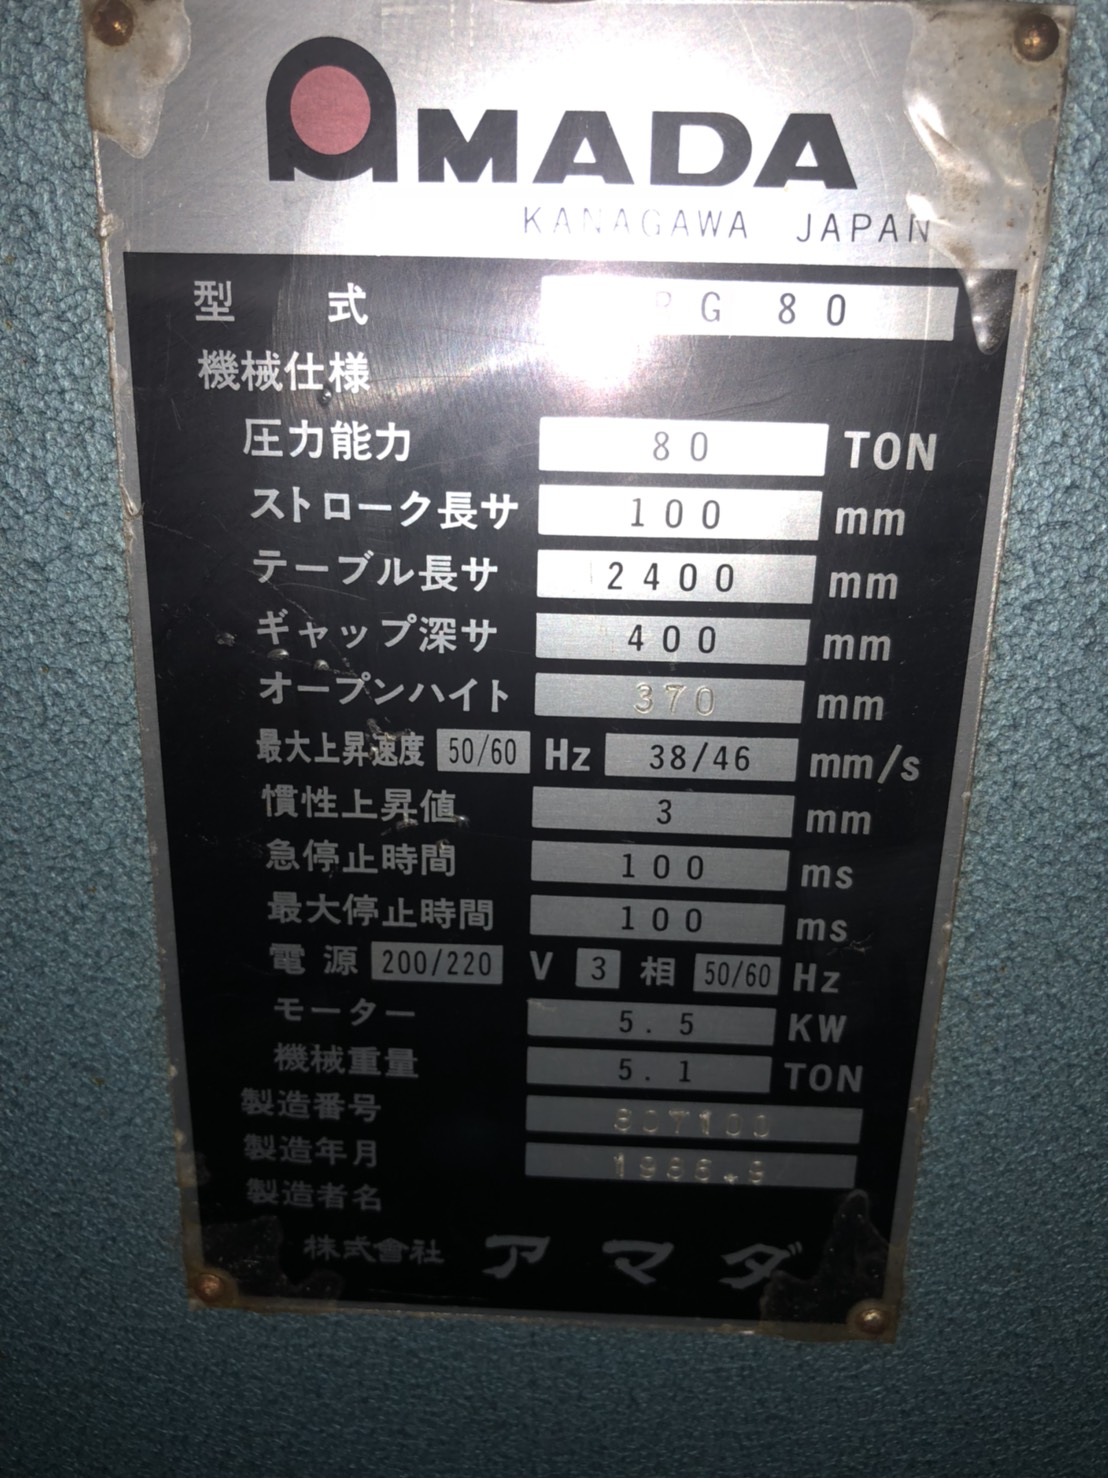 AMADA
KANAGAWA JAPAN
型 式 RG 80
機械仕様
圧力能力 80 TON
ストローク長サ 100 mm
テーブル長サ 2400 mm
ギャップ深サ 400 mm
オープンハイト 370 mm
最大上昇速度 50/60 Hz 38/46 mm/s
慣性上昇値 3 mm
急停止時間 100 ms
最大停止時間 100 ms
電源 200/220 V 3 相 50/60 Hz
モーター 5.5 KW
機械重量 5.1 TON
製造番号
製造年月
製造者名
株式會社 アマダ